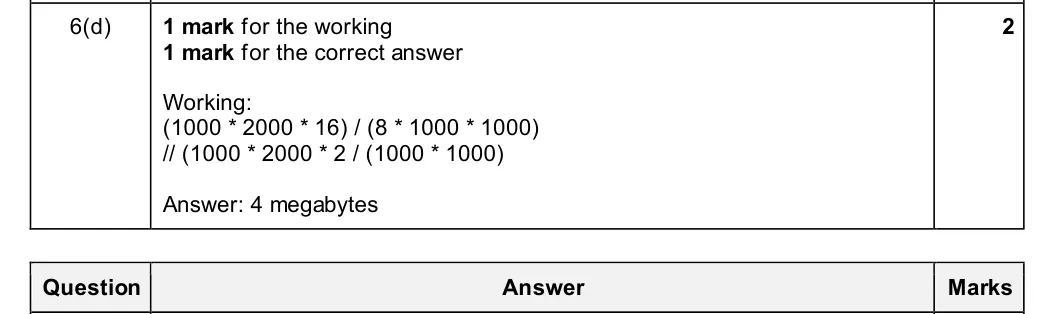 6(d)
1 mark for the working
1 mark for the correct answer
Working:
(1000 * 2000 * 16) / (8 * 1000 * 1000)
// (1000 * 2000 * 2 / (1000 * 1000)
Answer: 4 megabytes
2
Question Answer Marks